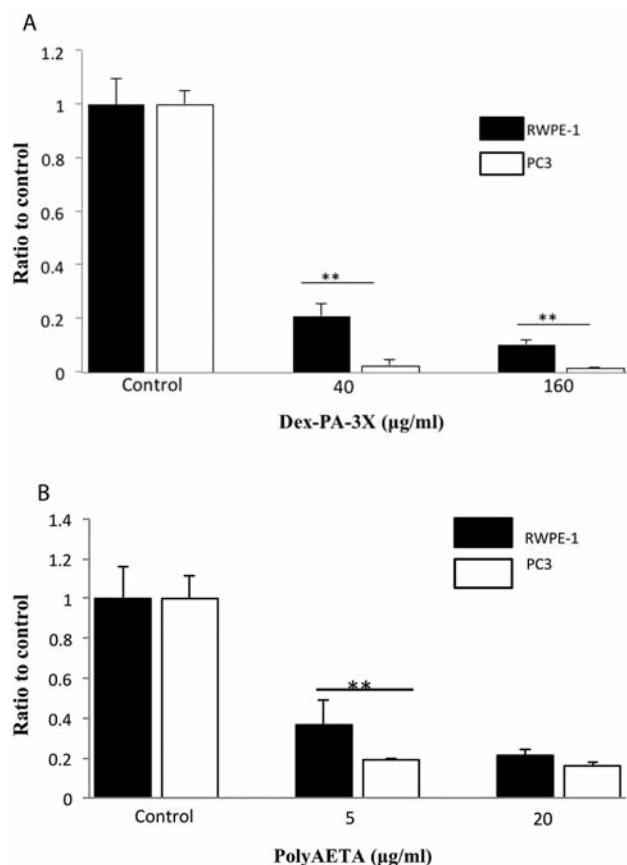 A
1.2
1
0.8
0.6
0.4
0.2
0
Ratio to control
RWPE-1
PC3
**
**
Control 40 160
Dex-PA-3X (µg/ml)
B
1.4
1.2
1
0.8
0.6
0.4
0.2
0
Ratio to control
RWPE-1
PC3
**
Control 5 20
PolyAETA (µg/ml)